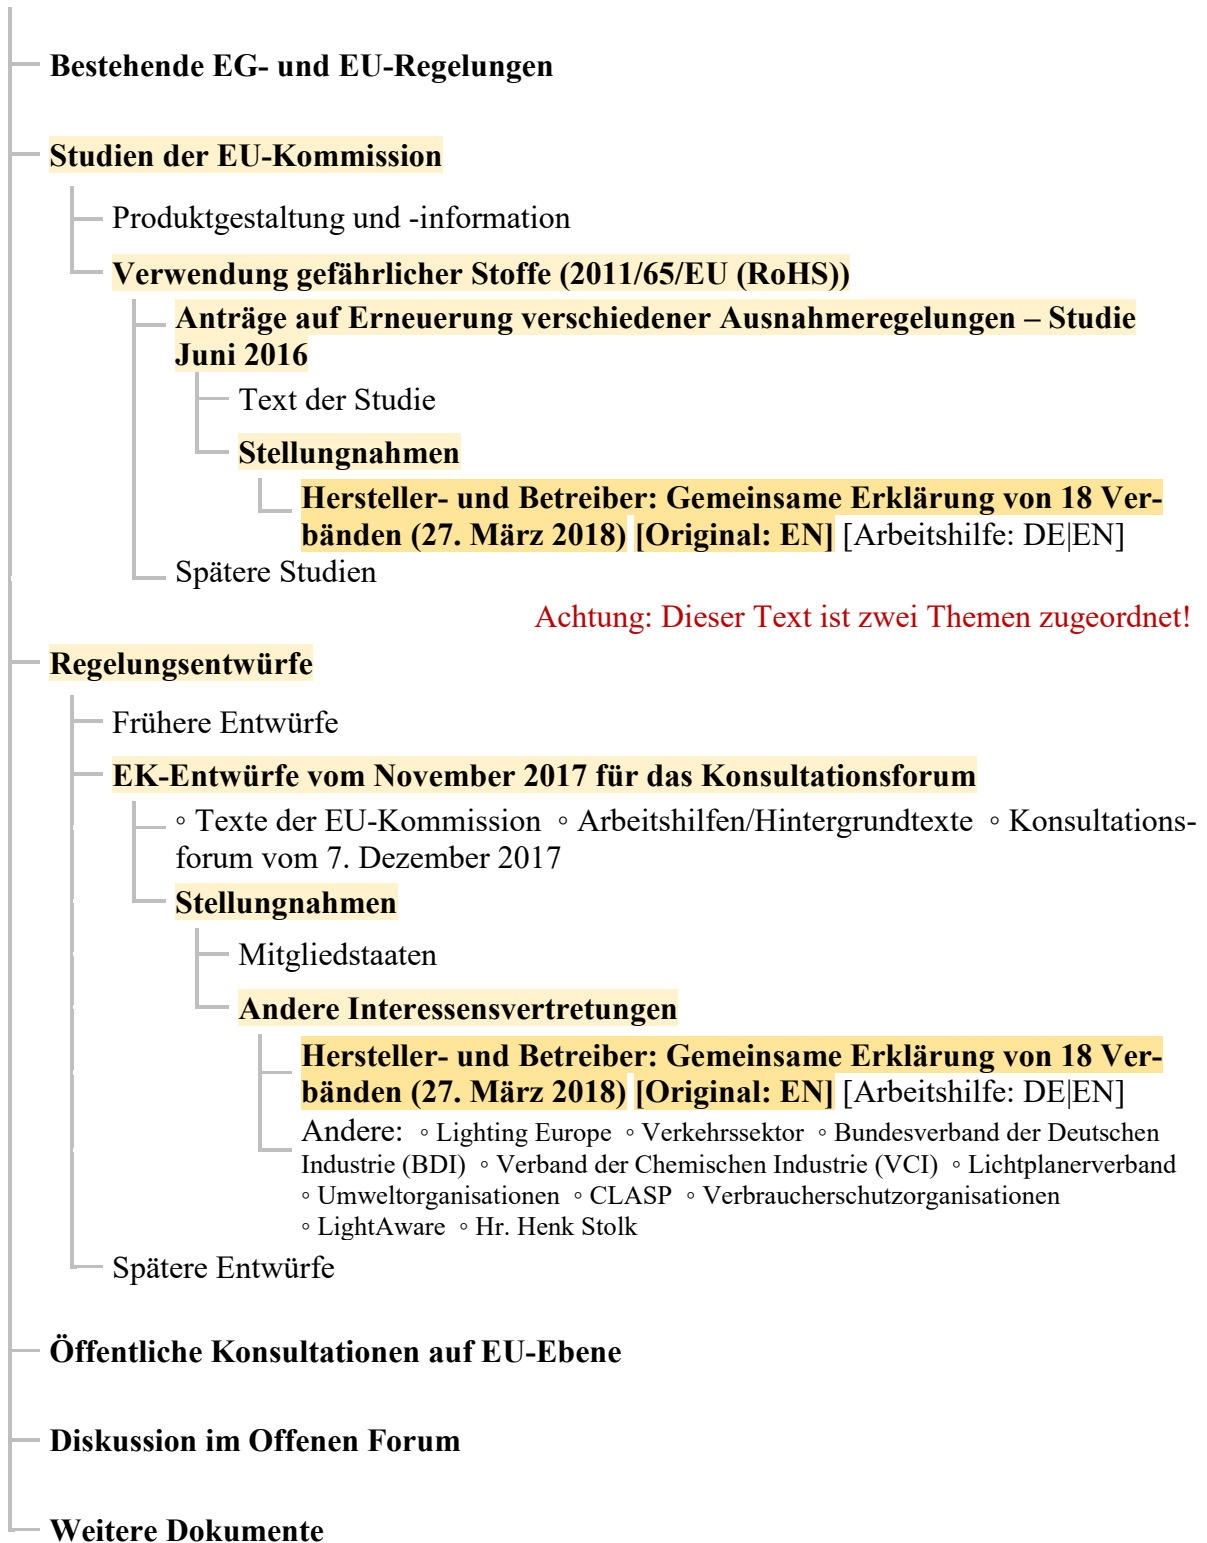 Bestehende EG- und EU-Regelungen
Studien der EU-Kommission
Produktgestaltung und -information
Verwendung gefährlicher Stoffe (2011/65/EU (RoHS))
Anträge auf Erneuerung verschiedener Ausnahmeregelungen – Studie
Juni 2016
Text der Studie
Stellungnahmen
Hersteller- und Betreiber: Gemeinsame Erklärung von 18 Ver-
bänden (27. März 2018) [Original: EN] [Arbeitshilfe: DE|EN]
Spätere Studien
Achtung: Dieser Text ist zwei Themen zugeordnet!
Regelungsentwürfe
Frühere Entwürfe
EK-Entwürfe vom November 2017 für das Konsultationsforum
◦ Texte der EU-Kommission ◦ Arbeitshilfen/Hintergrundtexte ◦ Konsultations-
forum vom 7. Dezember 2017
Stellungnahmen
Mitgliedstaaten
Andere Interessensvertretungen
Hersteller- und Betreiber: Gemeinsame Erklärung von 18 Ver-
bänden (27. März 2018) [Original: EN] [Arbeitshilfe: DE|EN]
Andere: ◦ Lighting Europe ◦ Verkehrssektor ◦ Bundesverband der Deutschen
Industrie (BDI) ◦ Verband der Chemischen Industrie (VCI) ◦ Lichtplanerverband
◦ Umweltorganisationen ◦ CLASP ◦ Verbraucherschutzorganisationen
◦ LightAware ◦ Hr. Henk Stolk
Spätere Entwürfe
Öffentliche Konsultationen auf EU-Ebene
Diskussion im Offenen Forum
Weitere Dokumente